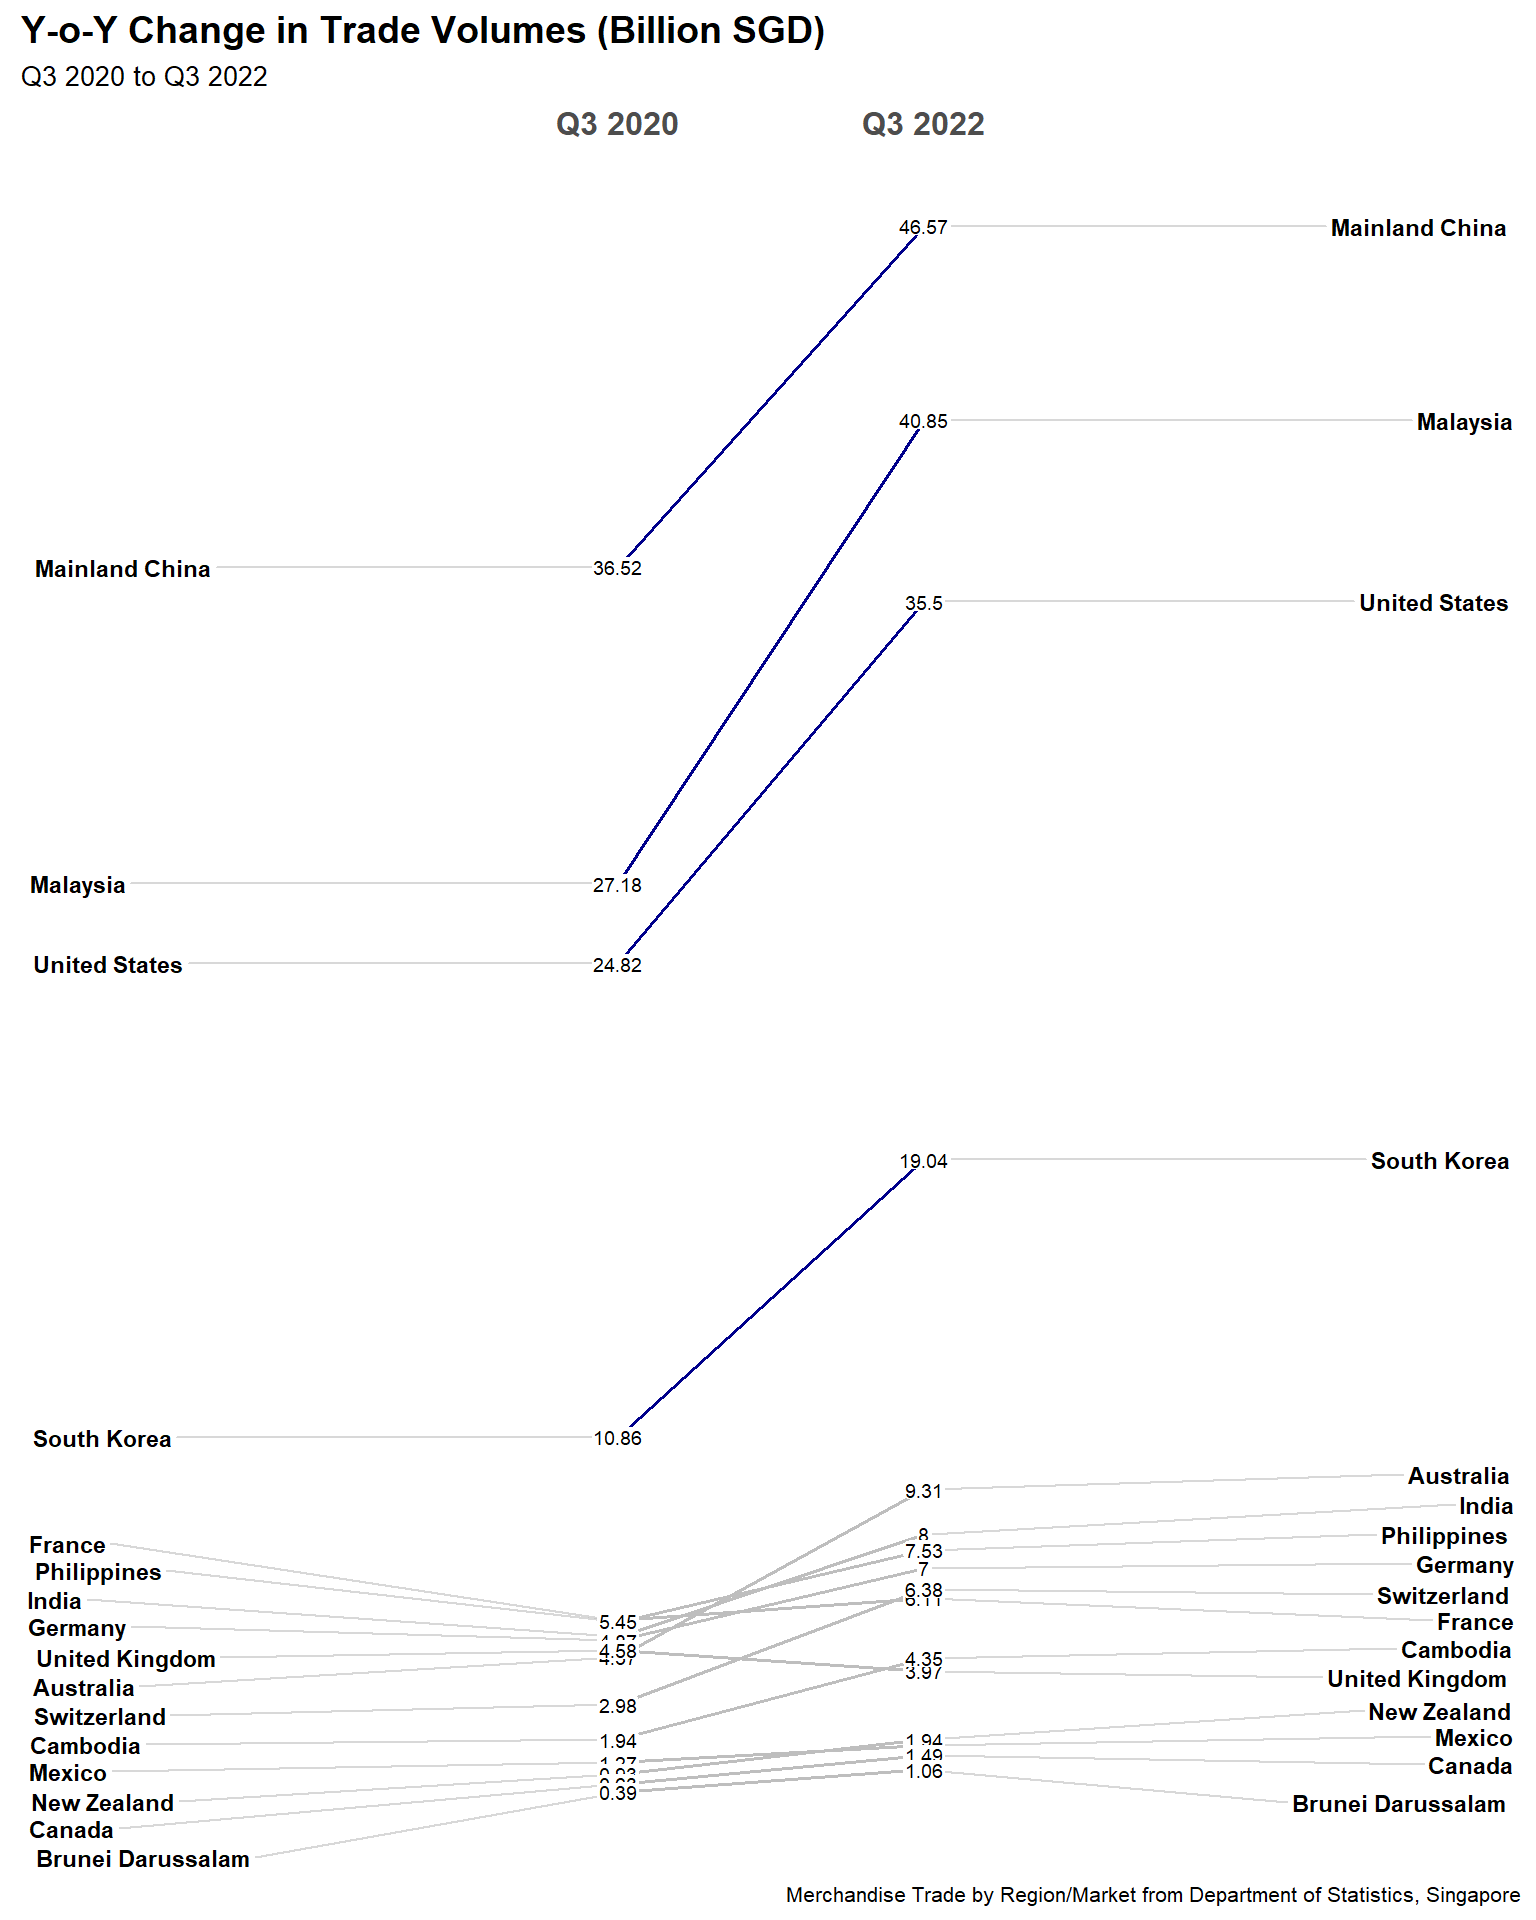 Y-o-Y Change in Trade Volumes (Billion SGD)
Q3 2020 to Q3 2022
Q3 2020 Q3 2022
46.57 Mainland China
40.85 Malaysia
Mainland China 36.52
35.5 United States
Malaysia 27.18
United States 24.82
19.04 South Korea
South Korea 10.86
9.31 Australia
8 India
7.53 Philippines
7 Germany
6.38 Switzerland
6.11 France
France
Philippines
India
Germany
5.45
4.58
United Kingdom
Australia
4.35 Cambodia
3.97 United Kingdom
Switzerland 2.98
Cambodia 1.94
Mexico
New Zealand
Canada
Brunei Darussalam 0.39
1.94 New Zealand
Mexico
1.49 Canada
1.06 Brunei Darussalam
Merchandise Trade by Region/Market from Department of Statistics, Singapore